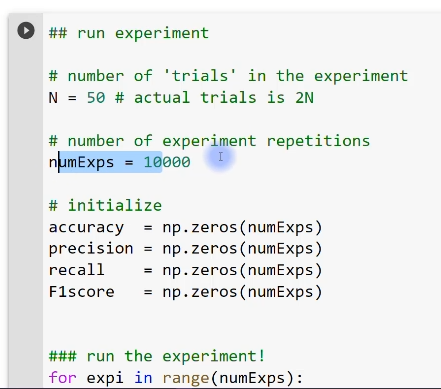 ## run experiment
# number of 'trials' in the experiment
N = 50 # actual trials is 2N
# number of experiment repetitions
numExps = 10000
# initialize
accuracy  = np.zeros(numExps)
precision = np.zeros(numExps)
recall    = np.zeros(numExps)
F1score   = np.zeros(numExps)
### run the experiment!
for expi in range(numExps):